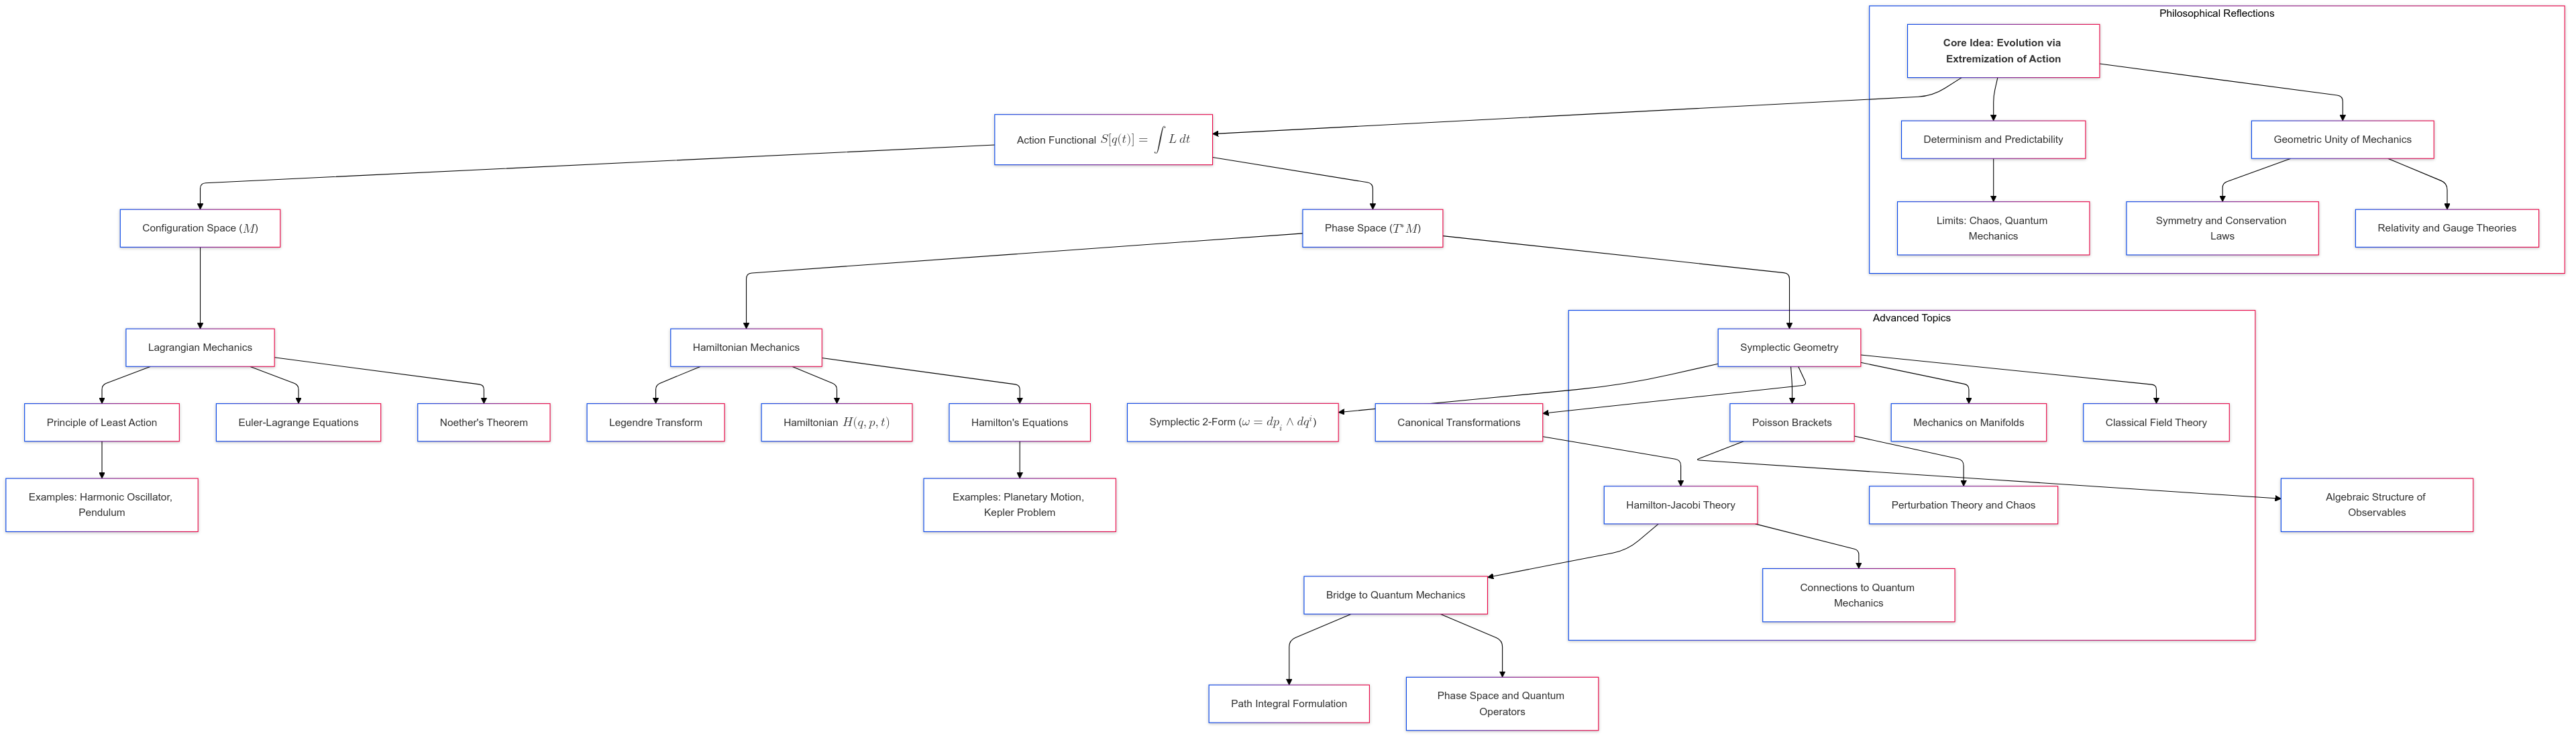 Philosophical Reflections
Core Idea: Evolution via
Extremization of Action
Action Functional S[q(t)] = ∫ L dt
Determinism and Predictability
Geometric Unity of Mechanics
Configuration Space (M)
Phase Space (T*M)
Limits: Chaos, Quantum
Mechanics
Symmetry and Conservation
Laws
Relativity and Gauge Theories
Advanced Topics
Lagrangian Mechanics
Hamiltonian Mechanics
Symplectic Geometry
Principle of Least Action
Euler-Lagrange Equations
Noether's Theorem
Legendre Transform
Hamiltonian H(q, p, t)
Hamilton's Equations
Symplectic 2-Form (ω = dp_i ∧ dq^i)
Canonical Transformations
Poisson Brackets
Mechanics on Manifolds
Classical Field Theory
Examples: Harmonic Oscillator,
Pendulum
Examples: Planetary Motion,
Kepler Problem
Hamilton-Jacobi Theory
Perturbation Theory and Chaos
Algebraic Structure of
Observables
Bridge to Quantum Mechanics
Connections to Quantum
Mechanics
Path Integral Formulation
Phase Space and Quantum
Operators